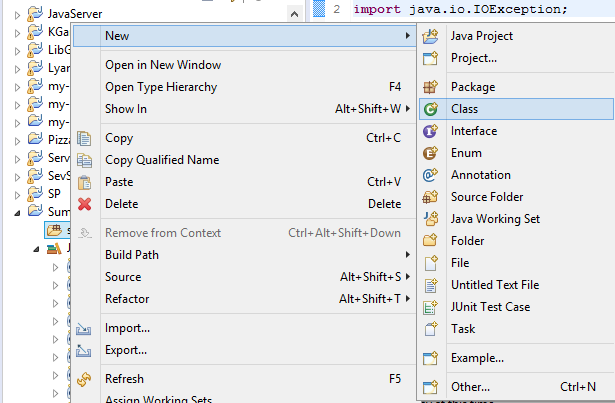 JavaServer
2 import java.io.IOException;
KGa
LibG
Lyar
my-
my-
my-
Pizza
Serv
SevS
SP
Sum
s
New
Open in New Window
Open Type Hierarchy F4
Show In Alt+Shift+W
Copy Ctrl+C
Copy Qualified Name
Paste Ctrl+V
Delete Delete
Remove from Context Ctrl+Alt+Shift+Down
Build Path
Source Alt+Shift+S
Refactor Alt+Shift+T
Import...
Export...
Refresh F5
Assign Working Sets
Java Project
Project...
Package
Class
Interface
Enum
Annotation
Source Folder
Java Working Set
Folder
File
Untitled Text File
JUnit Test Case
Task
Example...
Other... Ctrl+N